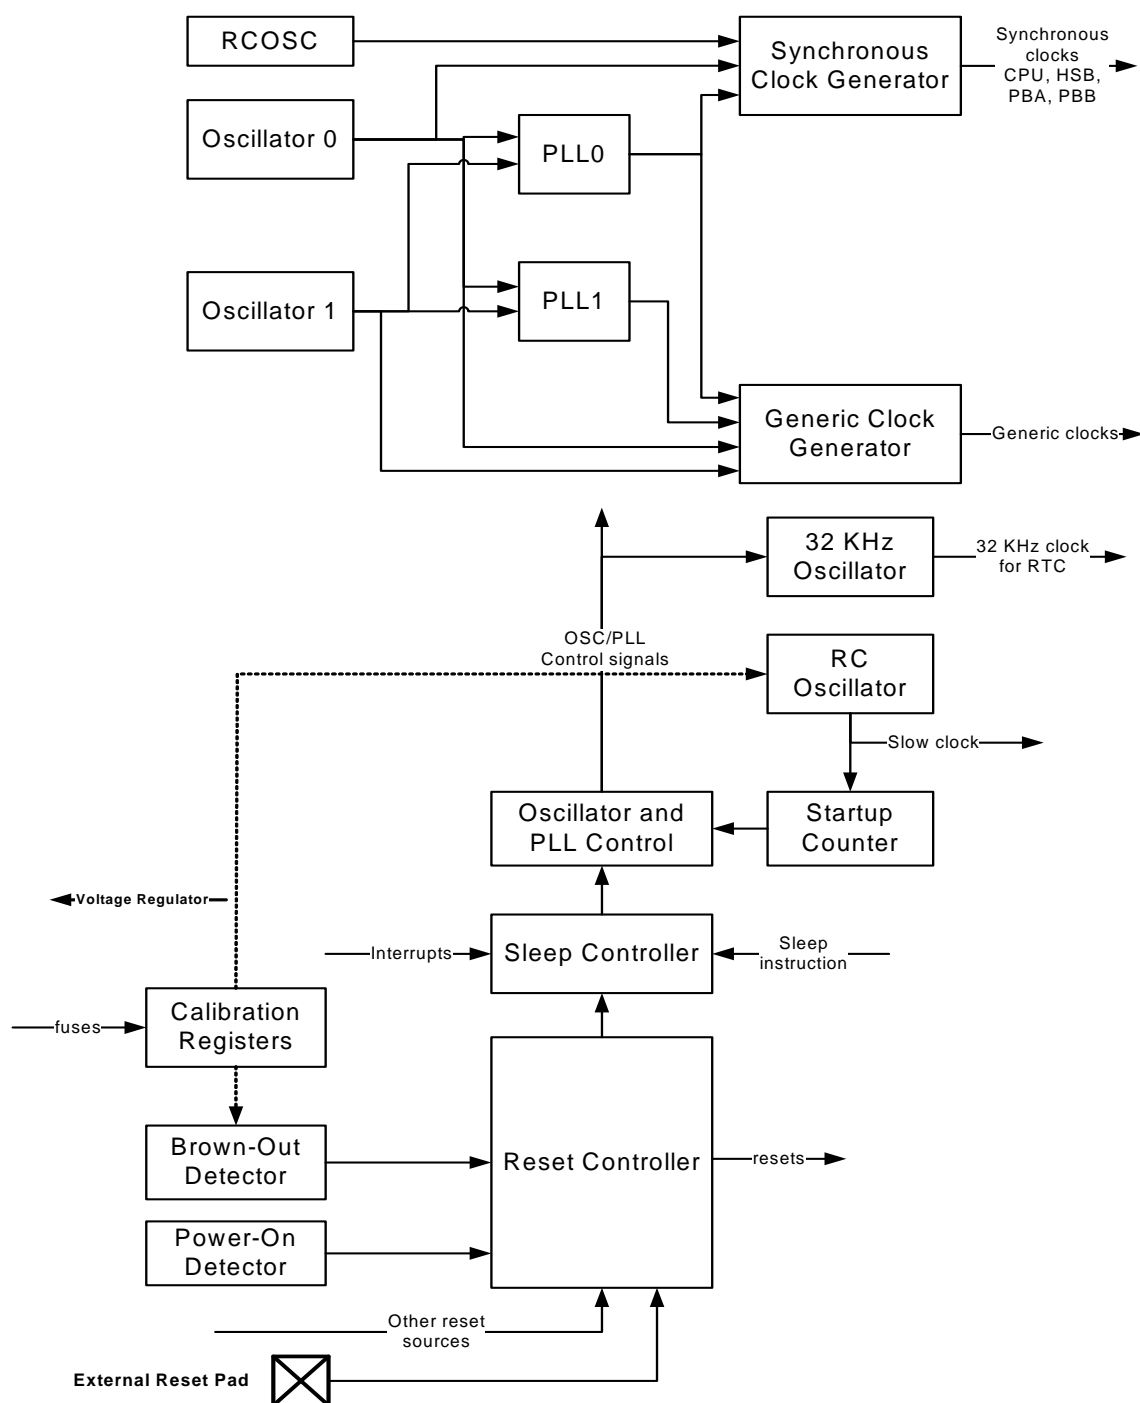 RCOSC
Synchronous
Clock Generator
Synchronous
clocks
CPU, HSB,
PBA, PBB
Oscillator 0
PLL0
Oscillator 1
PLL1
Generic Clock
Generator
Generic clocks
32 KHz
Oscillator
32 KHz clock
for RTC
OSC/PLL
Control signals
RC
Oscillator
Slow clock
Oscillator and
PLL Control
Startup
Counter
Voltage Regulator
Interrupts
Sleep Controller
Sleep
instruction
fuses
Calibration
Registers
Brown-Out
Detector
Reset Controller
resets
Power-On
Detector
Other reset
sources
External Reset Pad